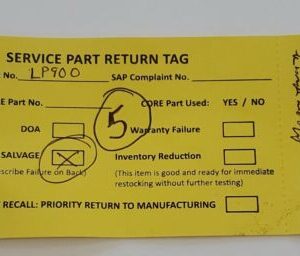 SERVICE PART RETURN TAG
No. LP900 SAP Complaint No.
E Part No. CORE Part Used: YES / NO
5
DOA Warranty Failure
SALVAGE X Inventory Reduction
scribe Failure on Back) (This item is good and ready for immediate
restocking without further testing)
RECALL: PRIORITY RETURN TO MANUFACTURING